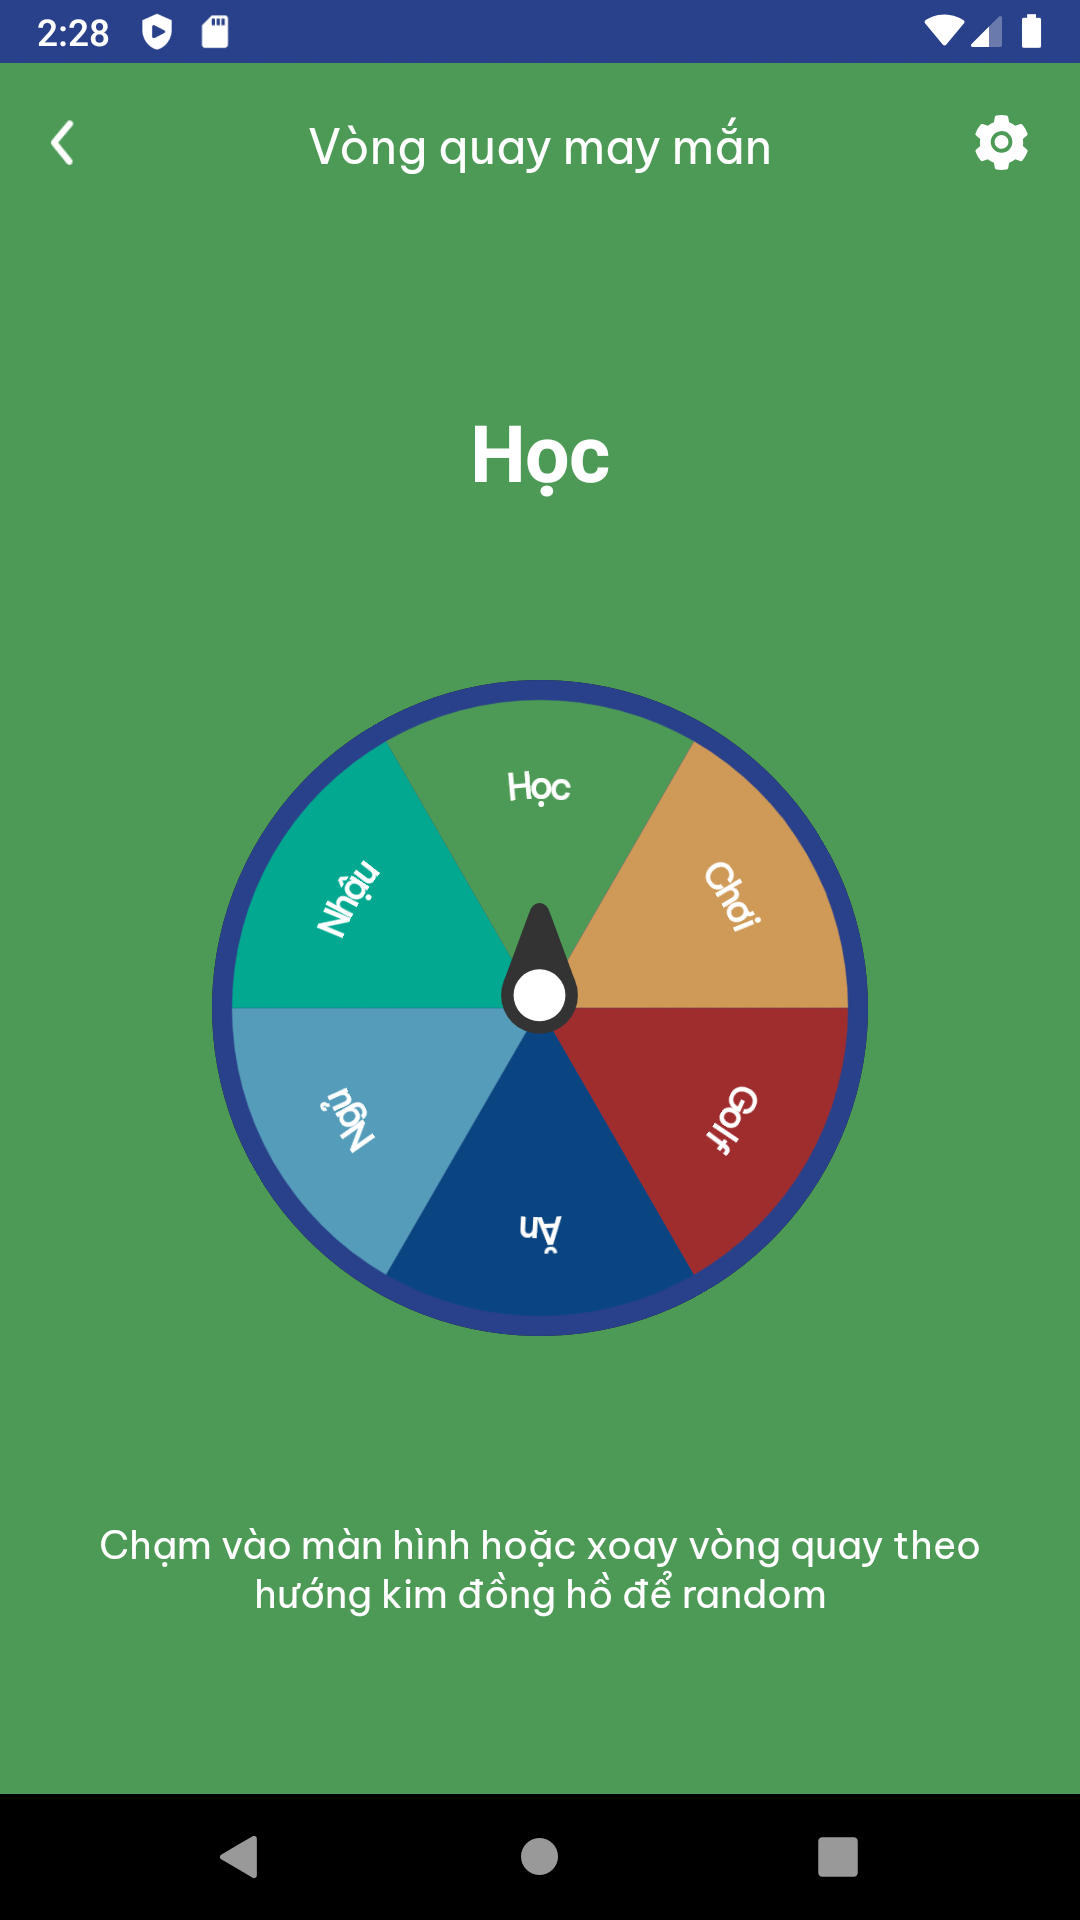 2:28
Vòng quay may mắn
Học
Học
Chơi
Nhậu
Golf
Ngủ
Ăn
Chạm vào màn hình hoặc xoay vòng quay theo
hướng kim đồng hồ để random